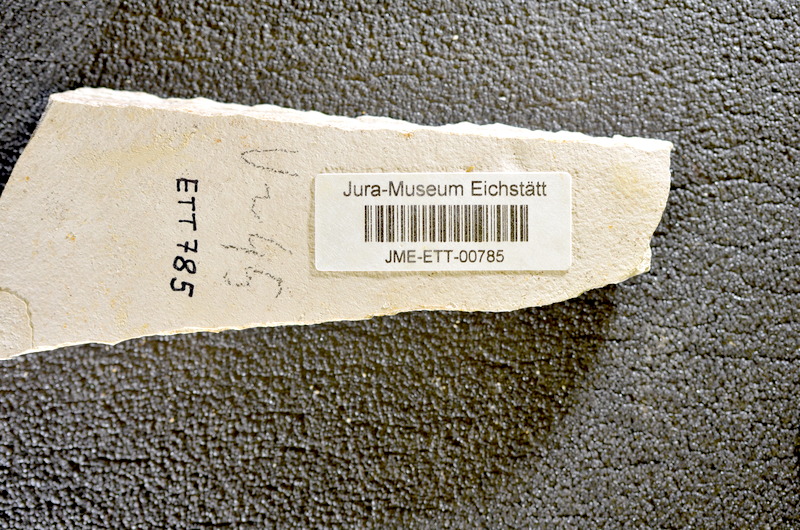 Jura-Museum Eichstätt
JME-ETT-00785
ETT 785